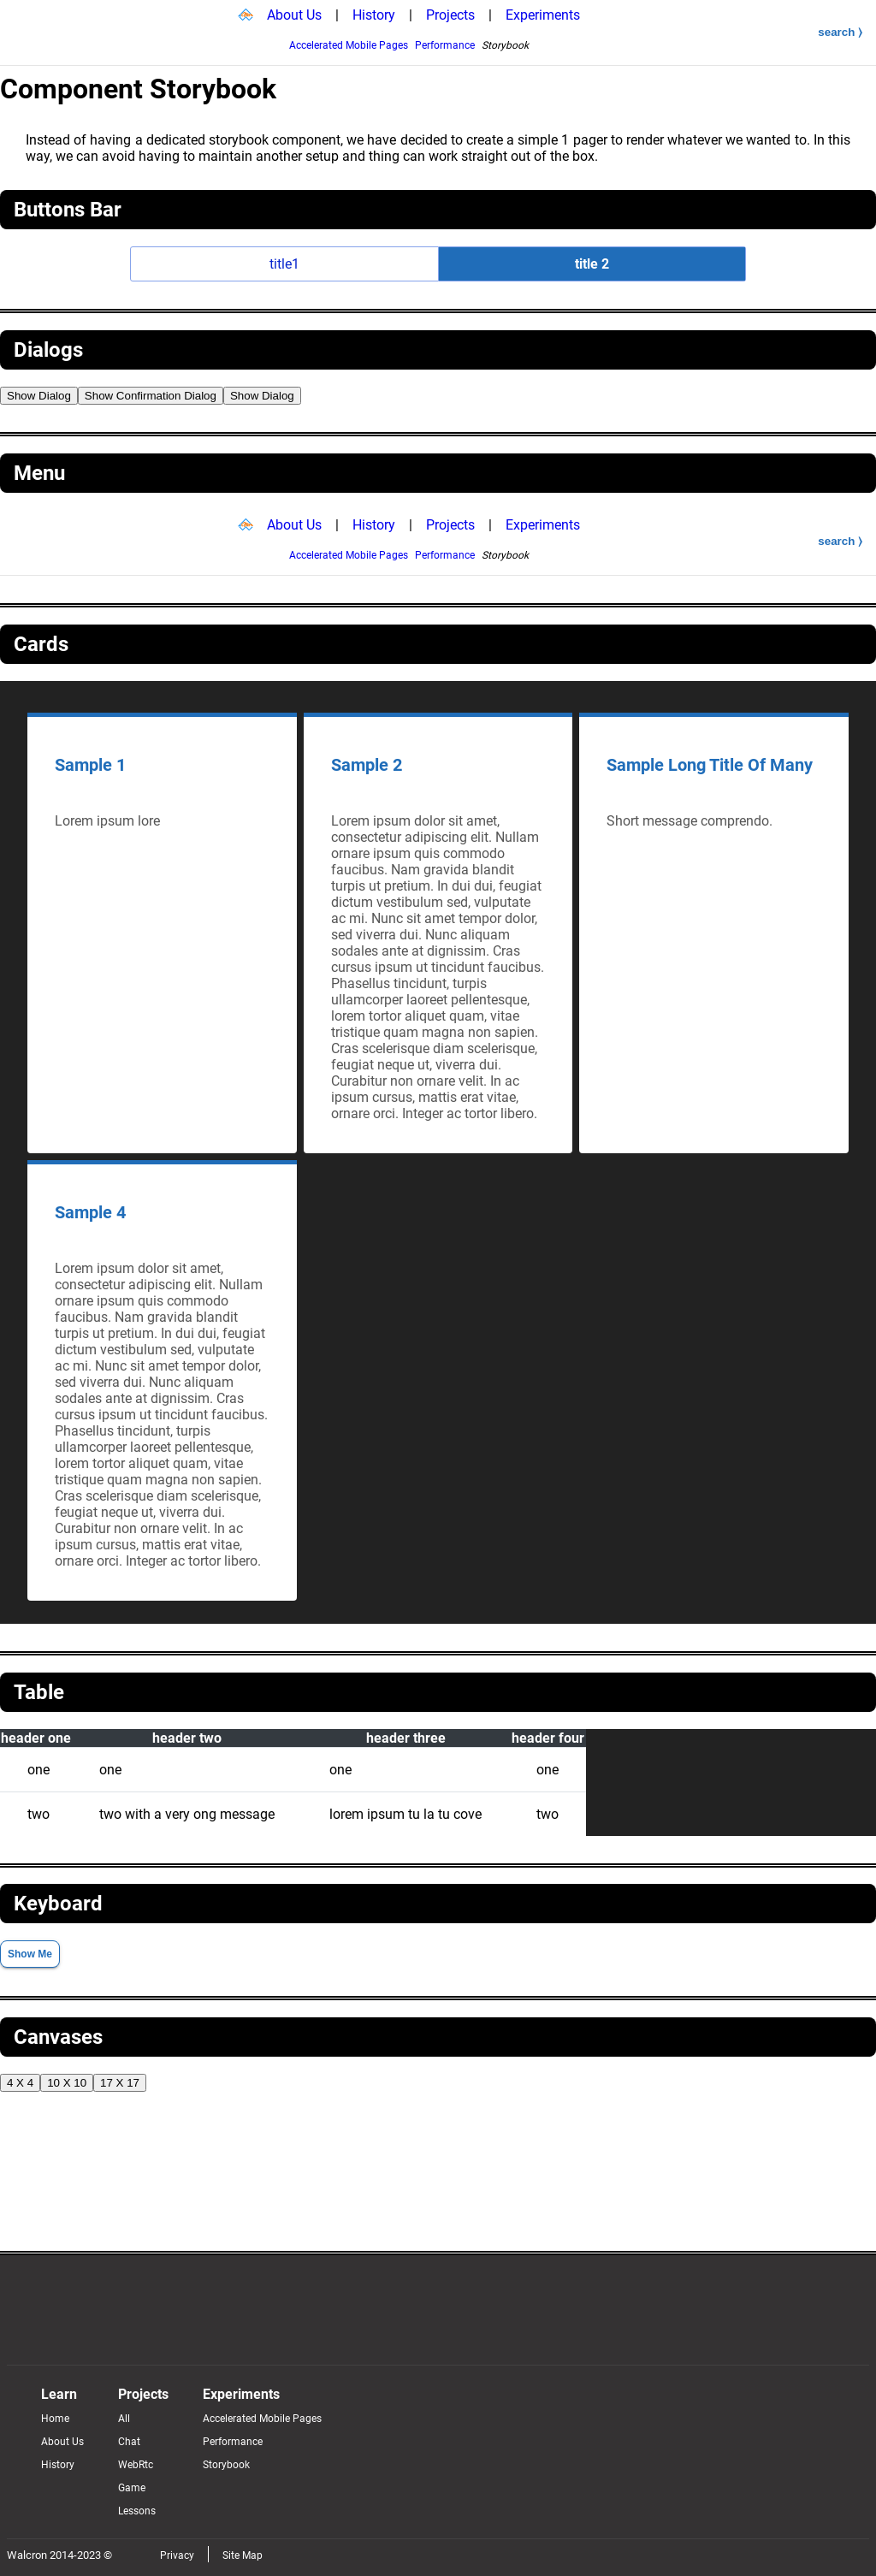 About Us | History | Projects | Experiments
search ⟩
Accelerated Mobile Pages Performance Storybook
Component Storybook
Instead of having a dedicated storybook component, we have decided to create a simple 1 pager to render whatever we wanted to. In this
way, we can avoid having to maintain another setup and thing can work straight out of the box.
Buttons Bar
title1 title 2
Dialogs
Show Dialog Show Confirmation Dialog Show Dialog
Menu
About Us | History | Projects | Experiments
search ⟩
Accelerated Mobile Pages Performance Storybook
Cards
Sample 1
Lorem ipsum lore
Sample 2
Lorem ipsum dolor sit amet,
consectetur adipiscing elit. Nullam
ornare ipsum quis commodo
faucibus. Nam gravida blandit
turpis ut pretium. In dui dui, feugiat
dictum vestibulum sed, vulputate
ac mi. Nunc sit amet tempor dolor,
sed viverra dui. Nunc aliquam
sodales ante at dignissim. Cras
cursus ipsum ut tincidunt faucibus.
Phasellus tincidunt, turpis
ullamcorper laoreet pellentesque,
lorem tortor aliquet quam, vitae
tristique quam magna non sapien.
Cras scelerisque diam scelerisque,
feugiat neque ut, viverra dui.
Curabitur non ornare velit. In ac
ipsum cursus, mattis erat vitae,
ornare orci. Integer ac tortor libero.
Sample Long Title Of Many
Short message comprendo.
Sample 4
Lorem ipsum dolor sit amet,
consectetur adipiscing elit. Nullam
ornare ipsum quis commodo
faucibus. Nam gravida blandit
turpis ut pretium. In dui dui, feugiat
dictum vestibulum sed, vulputate
ac mi. Nunc sit amet tempor dolor,
sed viverra dui. Nunc aliquam
sodales ante at dignissim. Cras
cursus ipsum ut tincidunt faucibus.
Phasellus tincidunt, turpis
ullamcorper laoreet pellentesque,
lorem tortor aliquet quam, vitae
tristique quam magna non sapien.
Cras scelerisque diam scelerisque,
feugiat neque ut, viverra dui.
Curabitur non ornare velit. In ac
ipsum cursus, mattis erat vitae,
ornare orci. Integer ac tortor libero.
Table
header one header two header three header four
one one one one
two two with a very ong message lorem ipsum tu la tu cove two
Keyboard
Show Me
Canvases
4 X 4 10 X 10 17 X 17
Learn
Home
About Us
History
Projects
All
Chat
WebRtc
Game
Lessons
Experiments
Accelerated Mobile Pages
Performance
Storybook
Walcron 2014-2023 © Privacy Site Map